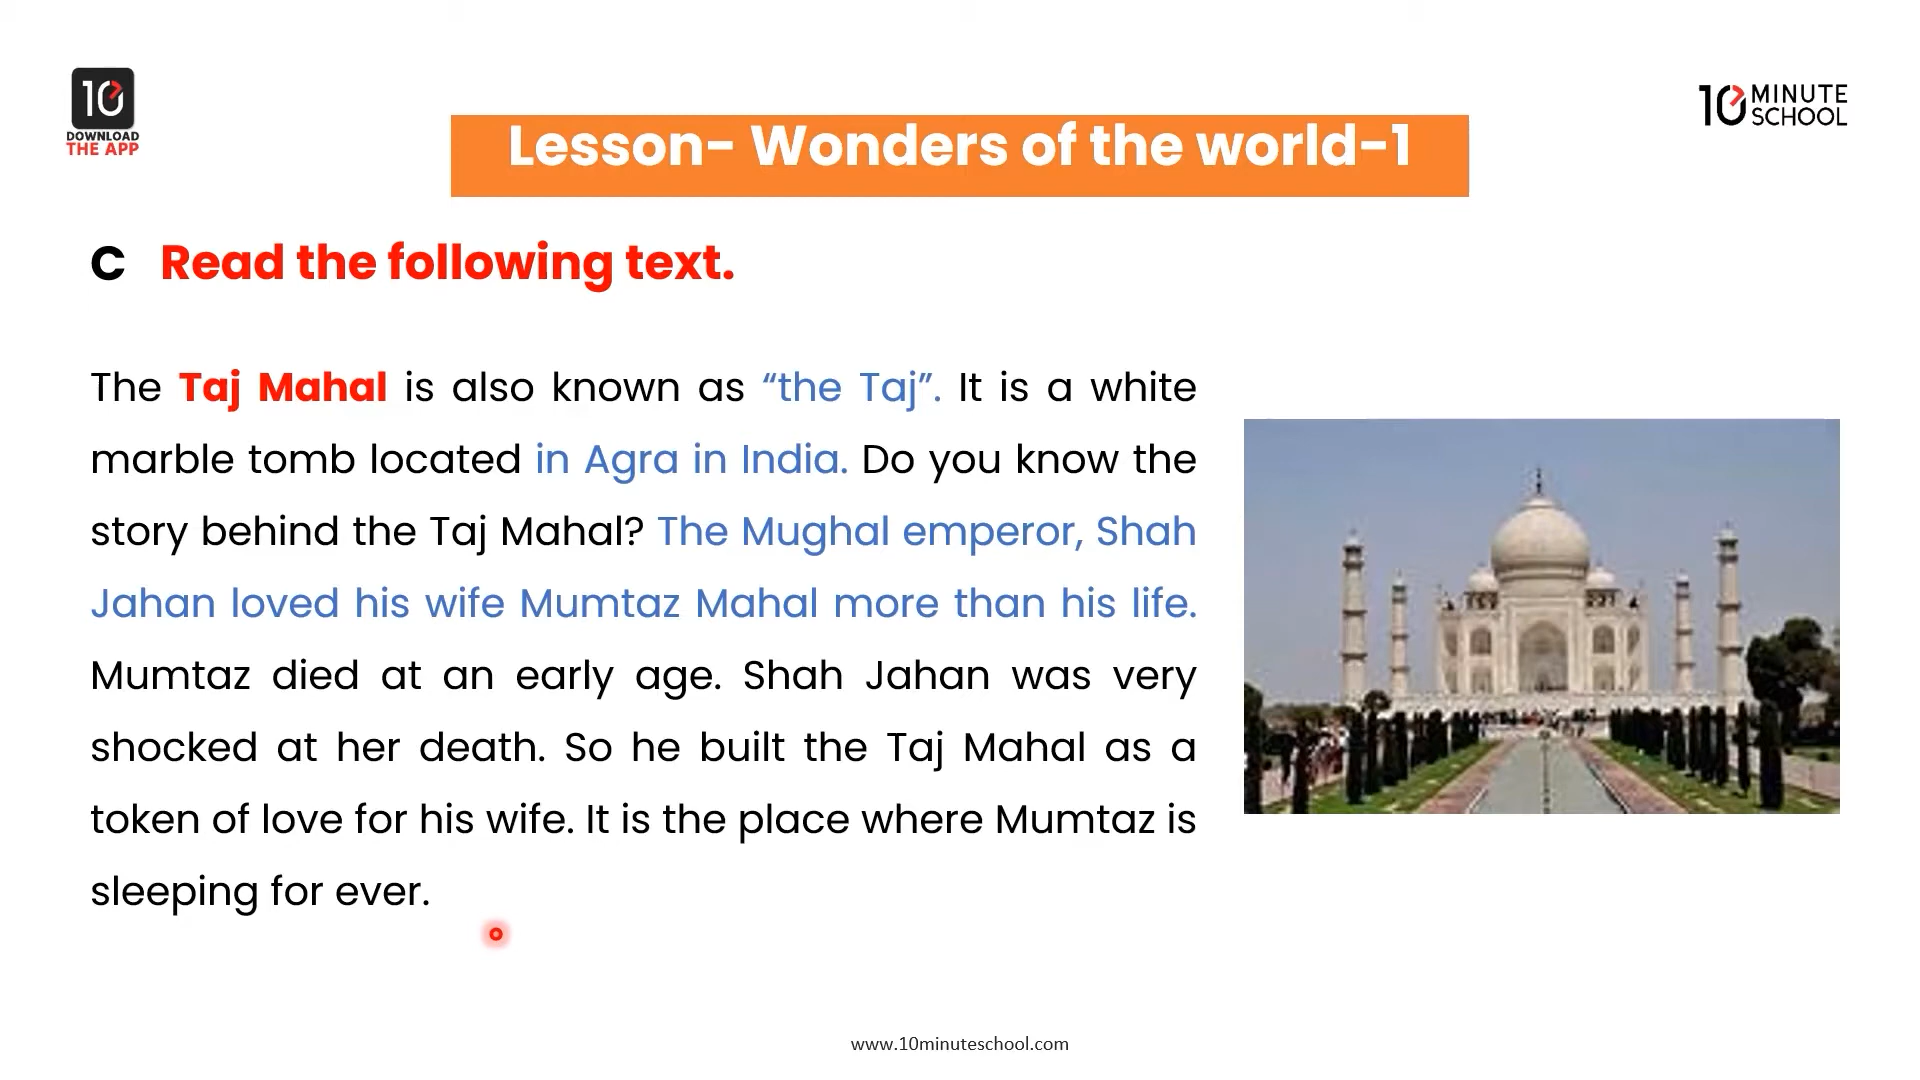 10
DOWNLOAD
THE APP
10 MINUTE
SCHOOL
Lesson- Wonders of the world-1
C Read the following text.
The Taj Mahal is also known as “the Taj”. It is a white
marble tomb located in Agra in India. Do you know the
story behind the Taj Mahal? The Mughal emperor, Shah
Jahan loved his wife Mumtaz Mahal more than his life.
Mumtaz died at an early age. Shah Jahan was very
shocked at her death. So he built the Taj Mahal as a
token of love for his wife. It is the place where Mumtaz is
sleeping for ever.
www.10minuteschool.com